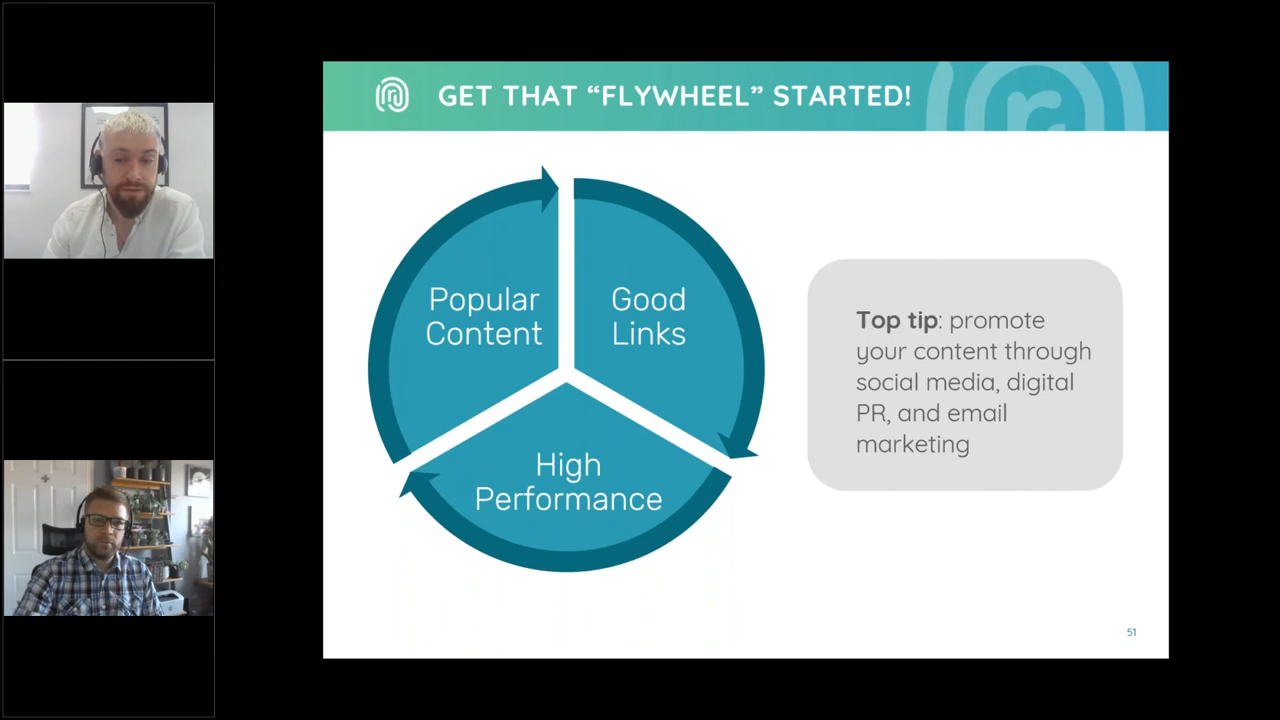 GET THAT “FLYWHEEL” STARTED!
Popular
Content
Good
Links
High
Performance
Top tip: promote
your content through
social media, digital
PR, and email
marketing
51